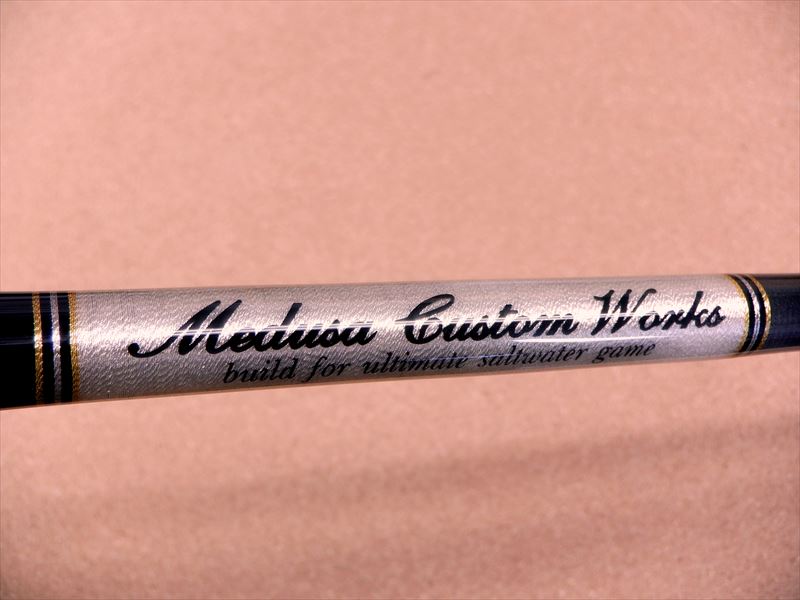 Medusa Custom Works
build for ultimate saltwater game